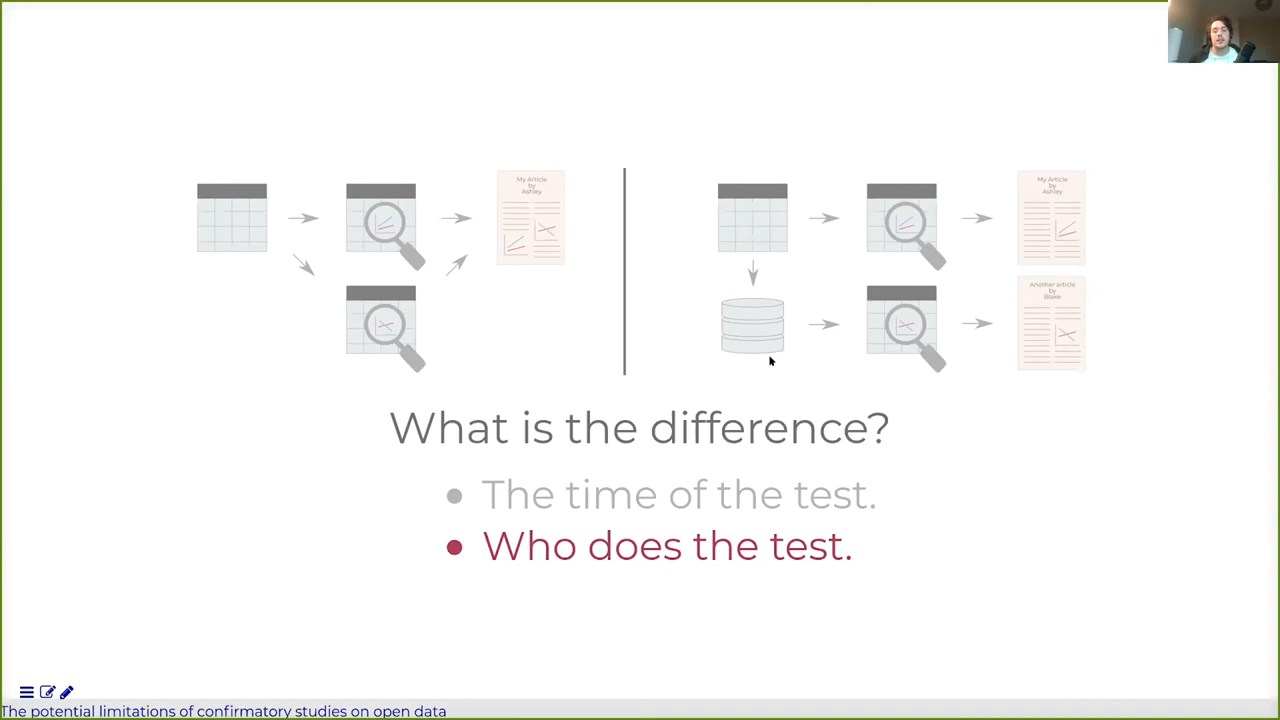 My Article
by
Ashley
My Article
by
Ashley
Another article
by
Blake
What is the difference?
• The time of the test.
• Who does the test.
The potential limitations of confirmatory studies on open data